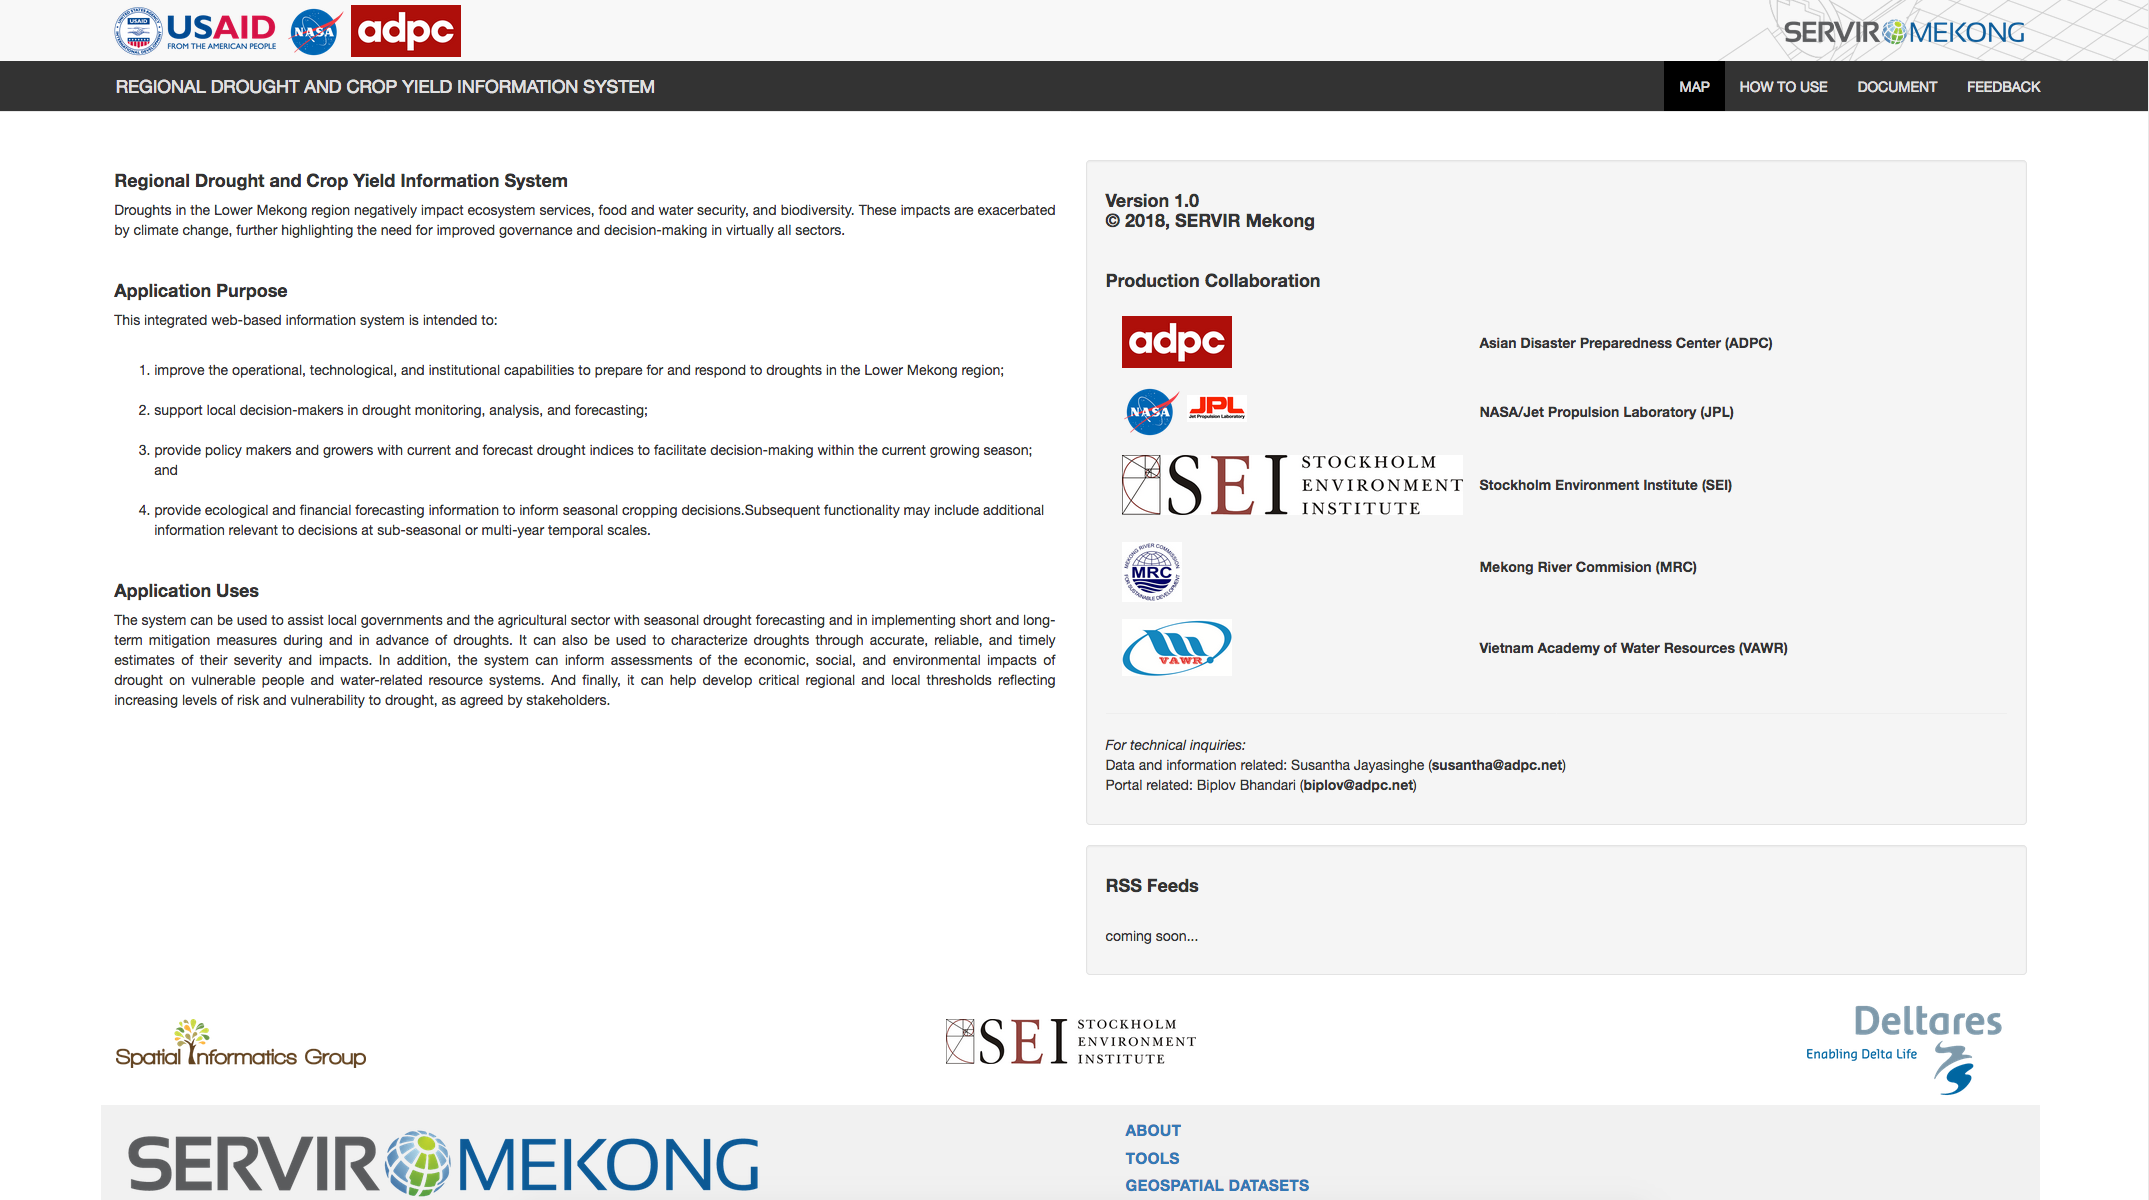 USAID
FROM THE AMERICAN PEOPLE
NASA
adpc
SERVIR MEKONG
REGIONAL DROUGHT AND CROP YIELD INFORMATION SYSTEM
MAP
HOW TO USE
DOCUMENT
FEEDBACK
Regional Drought and Crop Yield Information System
Droughts in the Lower Mekong region negatively impact ecosystem services, food and water security, and biodiversity. These impacts are exacerbated
by climate change, further highlighting the need for improved governance and decision-making in virtually all sectors.
Application Purpose
This integrated web-based information system is intended to:
1. improve the operational, technological, and institutional capabilities to prepare for and respond to droughts in the Lower Mekong region;
2. support local decision-makers in drought monitoring, analysis, and forecasting;
3. provide policy makers and growers with current and forecast drought indices to facilitate decision-making within the current growing season;
and
4. provide ecological and financial forecasting information to inform seasonal cropping decisions.Subsequent functionality may include additional
information relevant to decisions at sub-seasonal or multi-year temporal scales.
Application Uses
The system can be used to assist local governments and the agricultural sector with seasonal drought forecasting and in implementing short and long-
term mitigation measures during and in advance of droughts. It can also be used to characterize droughts through accurate, reliable, and timely
estimates of their severity and impacts. In addition, the system can inform assessments of the economic, social, and environmental impacts of
drought on vulnerable people and water-related resource systems. And finally, it can help develop critical regional and local thresholds reflecting
increasing levels of risk and vulnerability to drought, as agreed by stakeholders.
Version 1.0
© 2018, SERVIR Mekong
Production Collaboration
adpc
Asian Disaster Preparedness Center (ADPC)
NASA
JPL
Jet Propulsion Laboratory
NASA/Jet Propulsion Laboratory (JPL)
SEI STOCKHOLM
ENVIRONMENT
INSTITUTE
Stockholm Environment Institute (SEI)
MEKONG RIVER COMMISSION
MRC
FOR SUSTAINABLE DEVELOPMENT
Mekong River Commision (MRC)
VAWR
Vietnam Academy of Water Resources (VAWR)
For technical inquiries:
Data and information related: Susantha Jayasinghe (susantha@adpc.net)
Portal related: Biplov Bhandari (biplov@adpc.net)
RSS Feeds
coming soon...
Spatial Informatics Group
SEI STOCKHOLM
ENVIRONMENT
INSTITUTE
Deltares
Enabling Delta Life
SERVIR MEKONG
ABOUT
TOOLS
GEOSPATIAL DATASETS